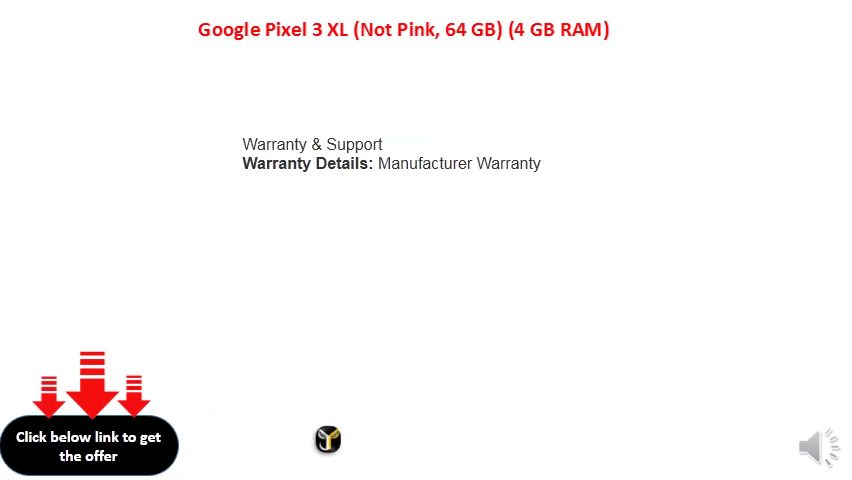 Google Pixel 3 XL (Not Pink, 64 GB) (4 GB RAM)
Warranty & Support
Warranty Details: Manufacturer Warranty
Click below link to get
the offer